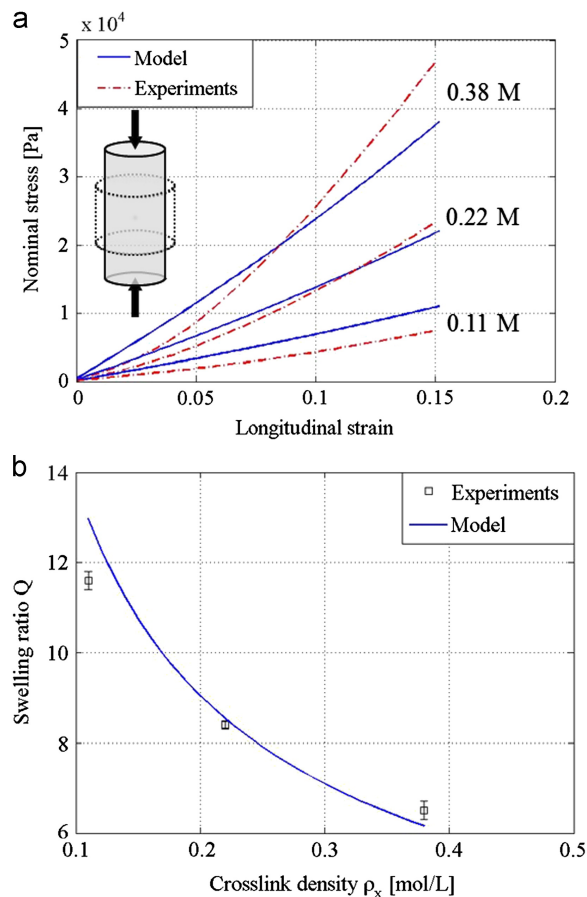 a
x 10⁴
5
4
3
2
1
0
Nominal stress [Pa]
Model
Experiments
0.38 M
0.22 M
0.11 M
0
0.05
0.1
0.15
0.2
Longitudinal strain
b
14
12
10
8
6
Swelling ratio Q
Experiments
Model
0.1
0.2
0.3
0.4
0.5
Crosslink density ρₓ [mol/L]